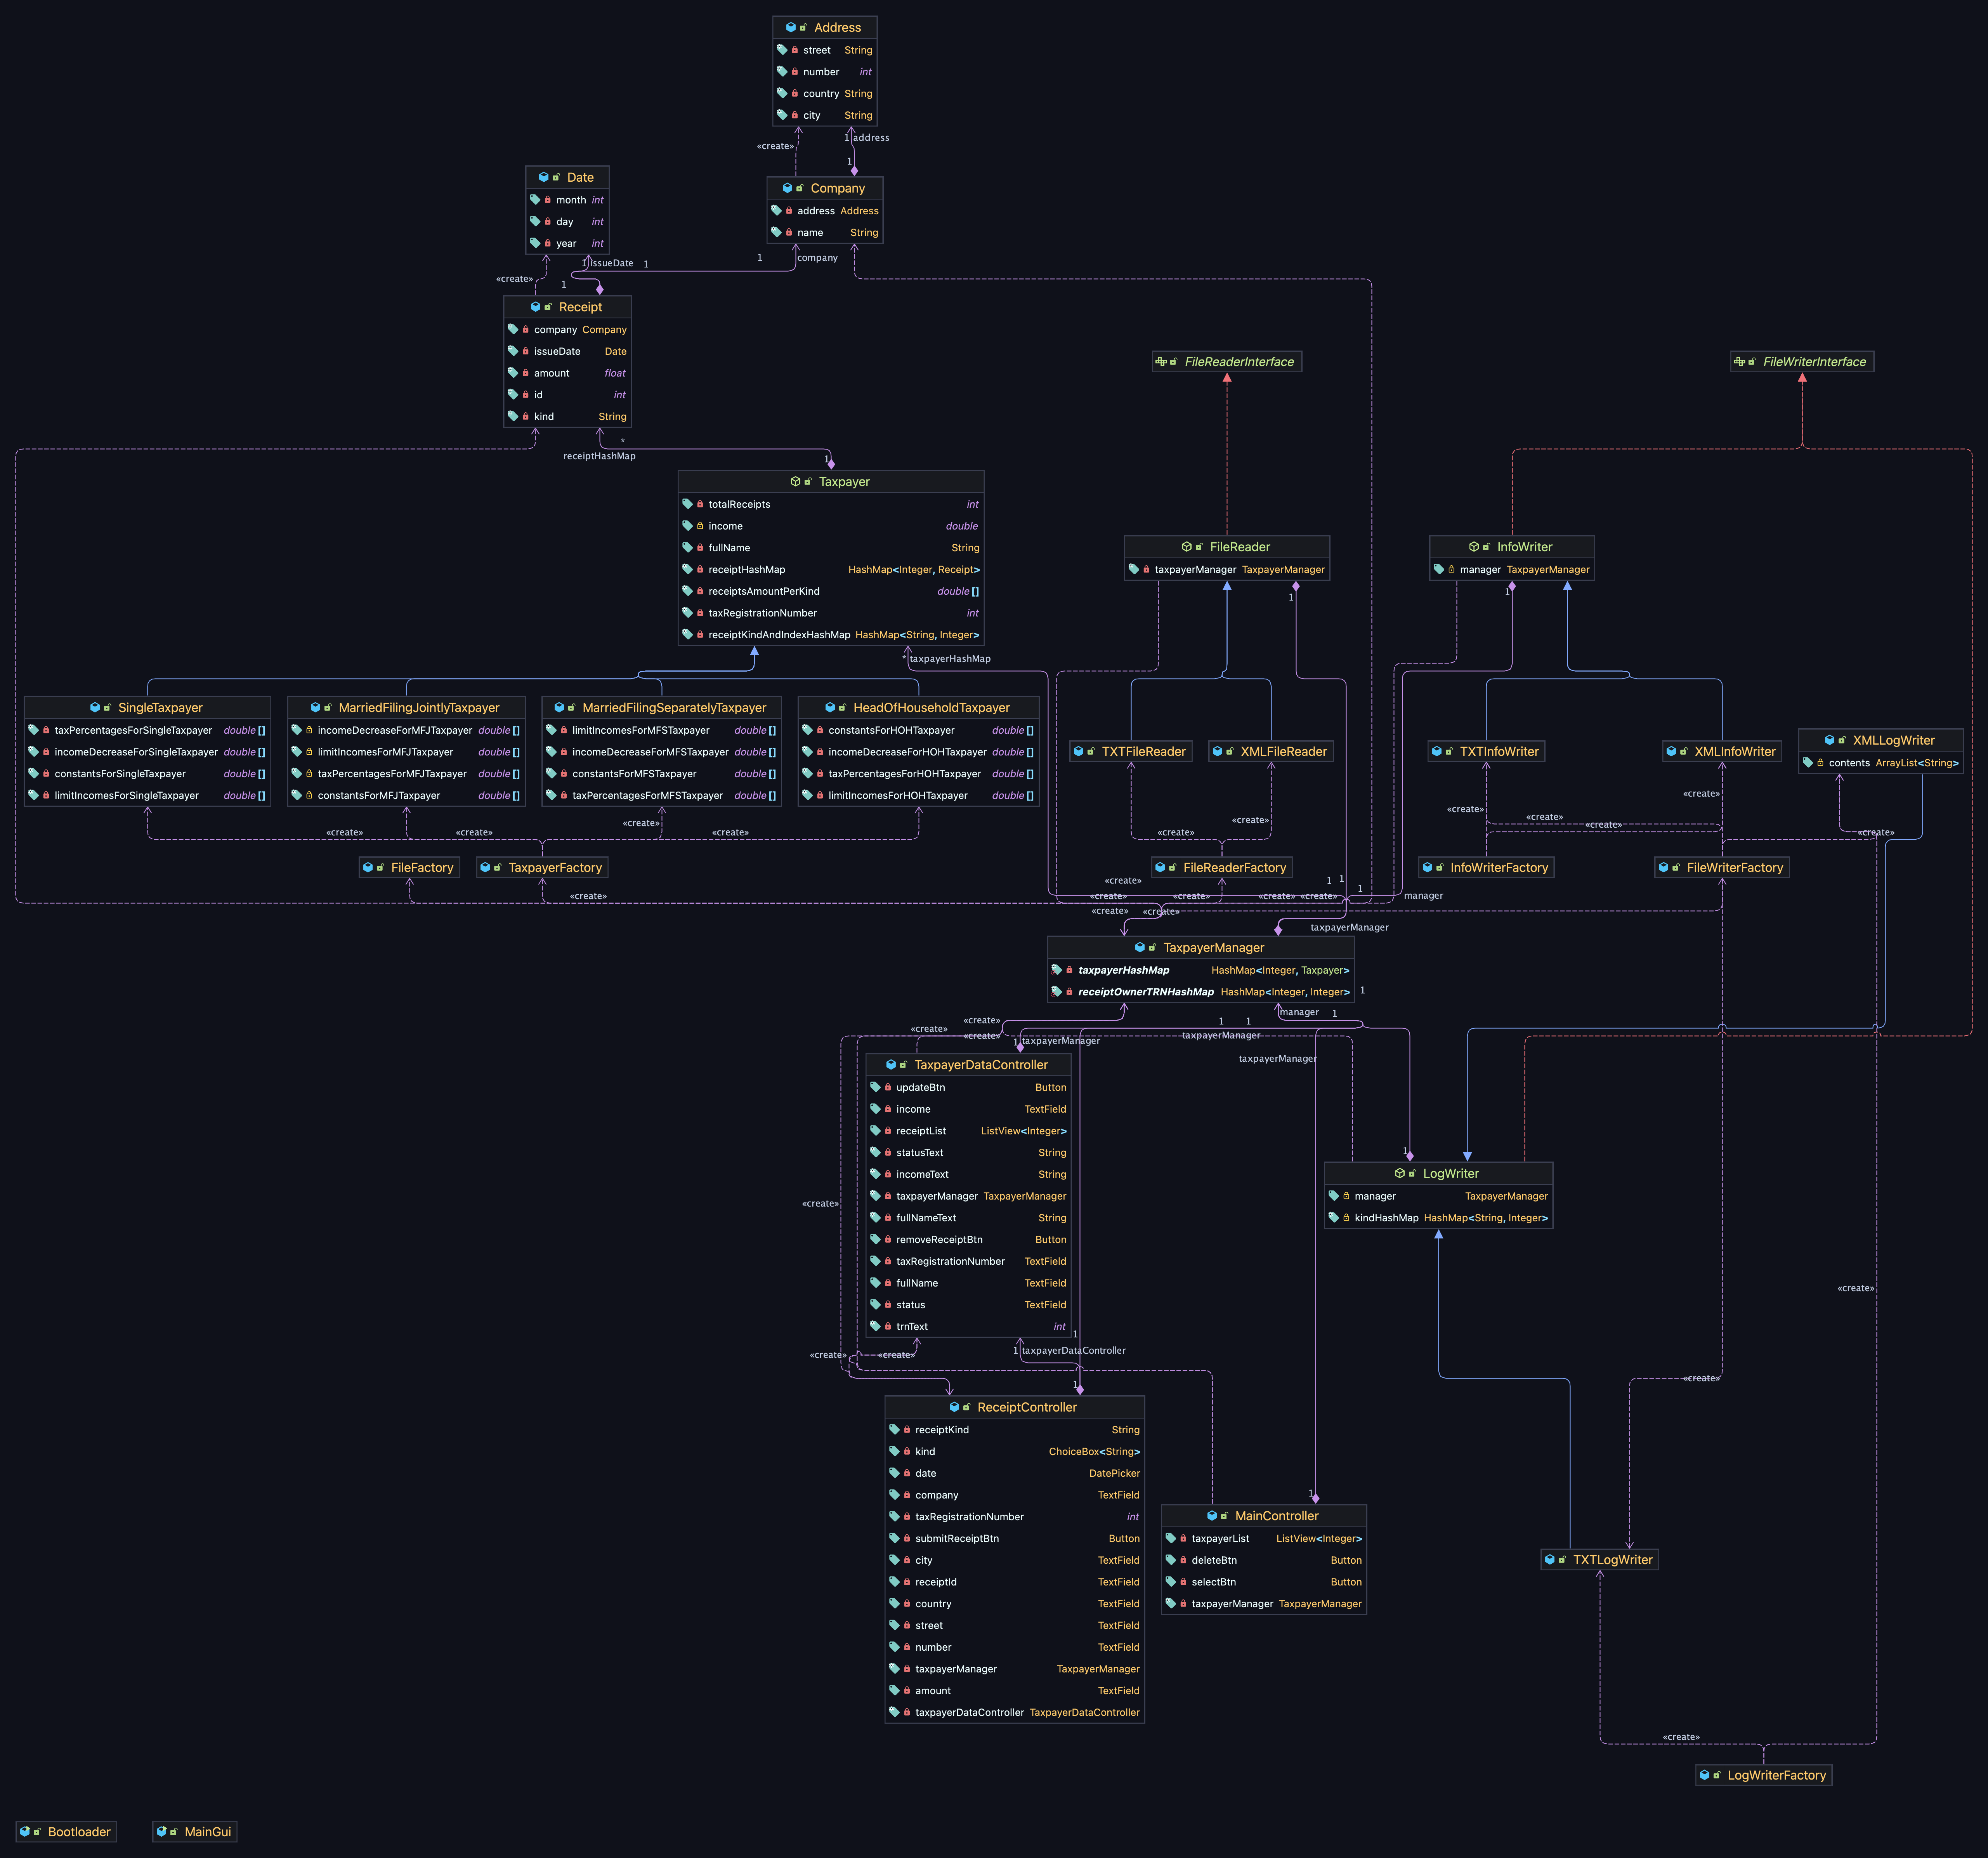 Address
street String
number int
country String
city String
«create»
1 address
1
Date
month int
day int
year int
Company
address Address
name String
1 issueDate 1
1 company
«create»
1
Receipt
company Company
issueDate Date
amount float
id int
kind String
*
receiptHashMap
1
FileReaderInterface
FileWriterInterface
Taxpayer
totalReceipts int
income double
fullName String
receiptHashMap HashMap<Integer, Receipt>
receiptsAmountPerKind double[]
taxRegistrationNumber int
receiptKindAndIndexHashMap HashMap<String, Integer>
* taxpayerHashMap
FileReader
taxpayerManager TaxpayerManager
1
InfoWriter
manager TaxpayerManager
1
SingleTaxpayer
taxPercentagesForSingleTaxpayer double[]
incomeDecreaseForSingleTaxpayer double[]
constantsForSingleTaxpayer double[]
limitIncomesForSingleTaxpayer double[]
MarriedFilingJointlyTaxpayer
incomeDecreaseForMFJTaxpayer double[]
limitIncomesForMFJTaxpayer double[]
taxPercentagesForMFJTaxpayer double[]
constantsForMFJTaxpayer double[]
MarriedFilingSeparatelyTaxpayer
limitIncomesForMFSTaxpayer double[]
incomeDecreaseForMFSTaxpayer double[]
constantsForMFSTaxpayer double[]
taxPercentagesForMFSTaxpayer double[]
HeadOfHouseholdTaxpayer
constantsForHOHTaxpayer double[]
incomeDecreaseForHOHTaxpayer double[]
taxPercentagesForHOHTaxpayer double[]
limitIncomesForHOHTaxpayer double[]
TXTFileReader
XMLFileReader
TXTInfoWriter
XMLInfoWriter
XMLLogWriter
contents ArrayList<String>
«create»
«create»
«create»
«create»
«create»
«create»
«create»
«create»
«create»
«create»
«create»
FileFactory
TaxpayerFactory
FileReaderFactory
InfoWriterFactory
FileWriterFactory
«create»
1 1
1
«create»
«create»
«create»
«create»
«create»
manager
«create»
«create»
taxpayerManager
TaxpayerManager
taxpayerHashMap HashMap<Integer, Taxpayer>
receiptOwnerTRNHashMap HashMap<Integer, Integer>
1
manager 1
«create»
«create»
«create»
1 1
1 taxpayerManager
taxpayerManager
taxpayerManager
TaxpayerDataController
updateBtn Button
income TextField
receiptList ListView<Integer>
statusText String
incomeText String
taxpayerManager TaxpayerManager
fullNameText String
removeReceiptBtn Button
taxRegistrationNumber TextField
fullName TextField
status TextField
trnText int
«create»
1
LogWriter
manager TaxpayerManager
kindHashMap HashMap<String, Integer>
«create»
1
«create»
«create»
1 taxpayerDataController
1
«create»
ReceiptController
receiptKind String
kind ChoiceBox<String>
date DatePicker
company TextField
taxRegistrationNumber int
submitReceiptBtn Button
city TextField
receiptId TextField
country TextField
street TextField
number TextField
taxpayerManager TaxpayerManager
amount TextField
taxpayerDataController TaxpayerDataController
1
MainController
taxpayerList ListView<Integer>
deleteBtn Button
selectBtn Button
taxpayerManager TaxpayerManager
TXTLogWriter
«create»
LogWriterFactory
Bootloader
MainGui